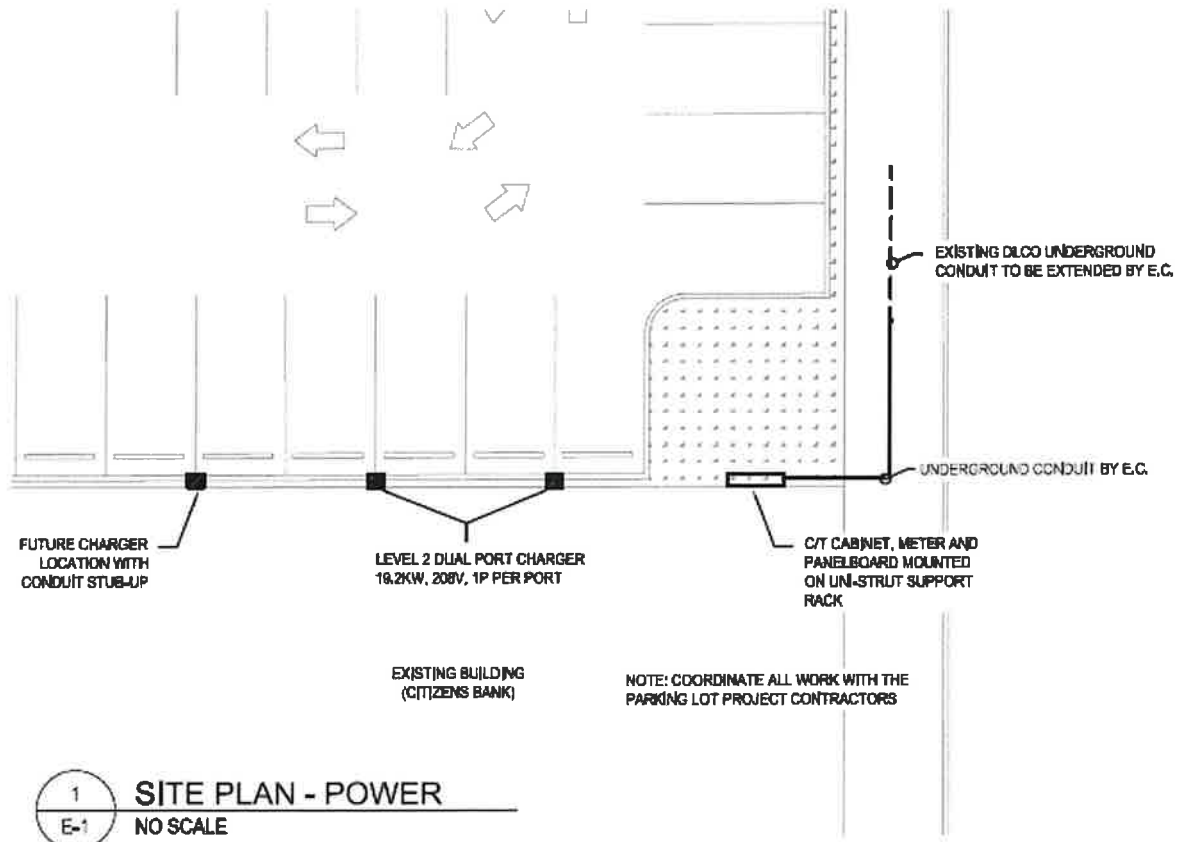 EXISTING DLCO UNDERGROUND
CONDUIT TO BE EXTENDED BY E.C.
UNDERGROUND CONDUIT BY E.C.
FUTURE CHARGER
LOCATION WITH
CONDUIT STUB-UP
LEVEL 2 DUAL PORT CHARGER
19.2KW, 208V, 1P PER PORT
C/T CABINET, METER AND
PANELBOARD MOUNTED
ON UNI-STRUT SUPPORT
RACK
EXISTING BUILDING
(CITIZENS BANK)
NOTE: COORDINATE ALL WORK WITH THE
PARKING LOT PROJECT CONTRACTORS
1
E-1
SITE PLAN - POWER
NO SCALE